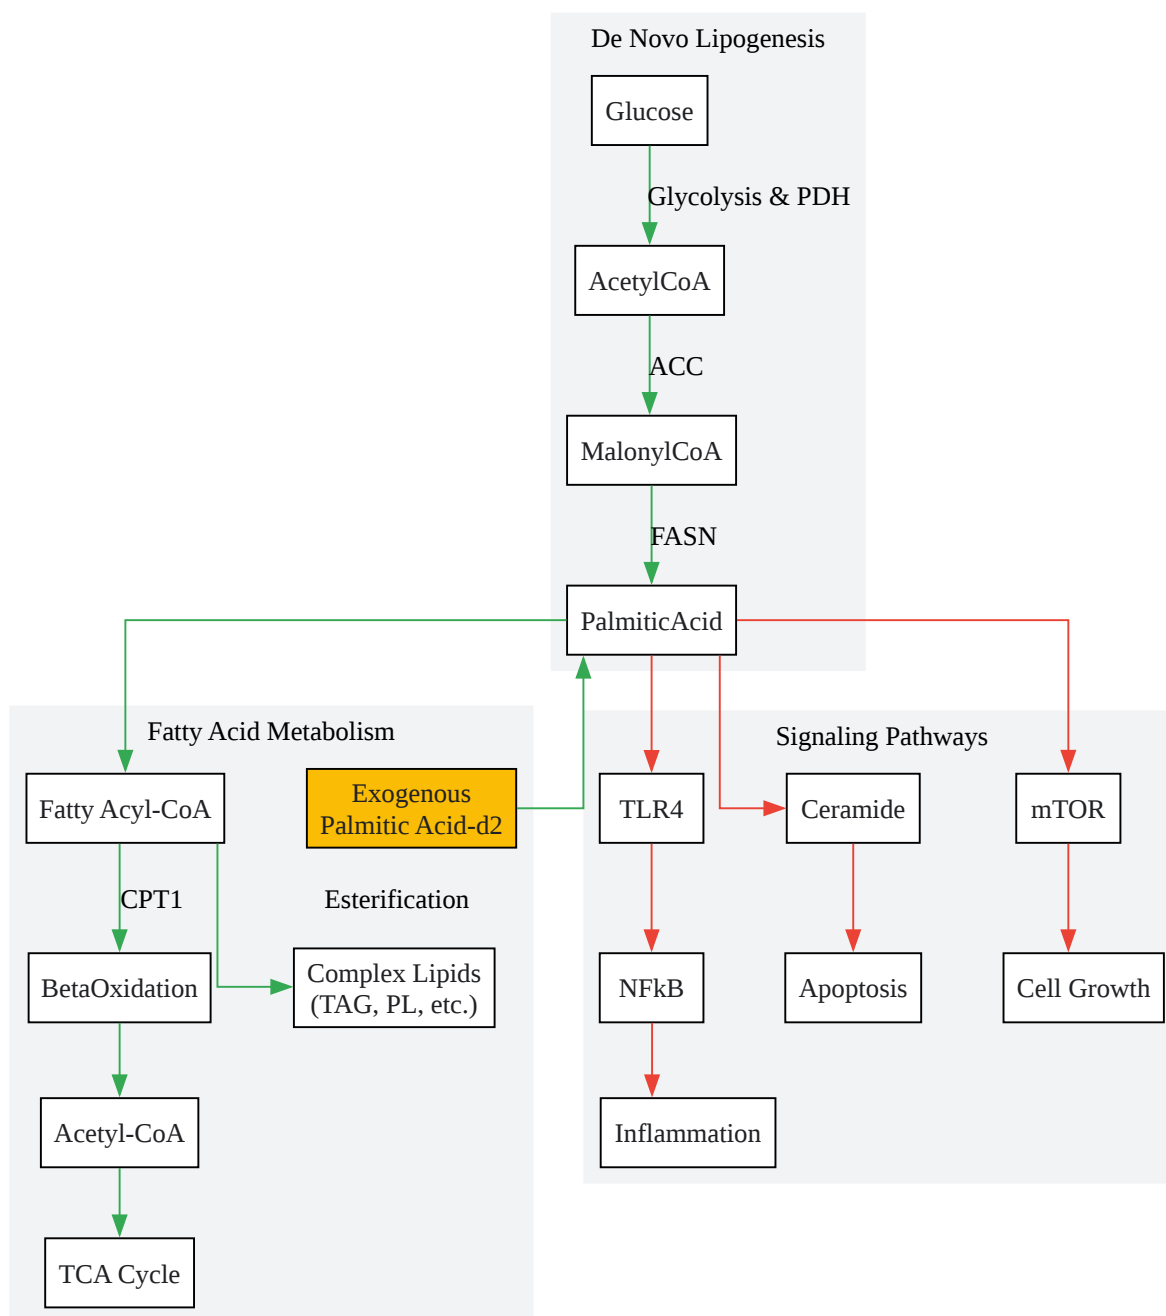 De Novo Lipogenesis
Glucose
Glycolysis & PDH
AcetylCoA
ACC
MalonylCoA
FASN
PalmiticAcid
Fatty Acid Metabolism
Fatty Acyl-CoA
Exogenous
Palmitic Acid-d2
CPT1
Esterification
BetaOxidation
Complex Lipids
(TAG, PL, etc.)
Acetyl-CoA
TCA Cycle
Signaling Pathways
TLR4
Ceramide
mTOR
NFkB
Apoptosis
Cell Growth
Inflammation